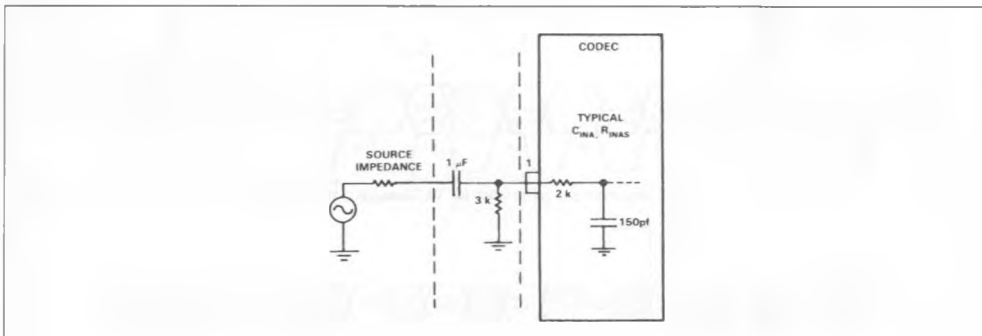 CODEC
TYPICAL
C_INA, R_INAS
SOURCE
IMPEDANCE
1 μF
1
3 k
2 k
150pf